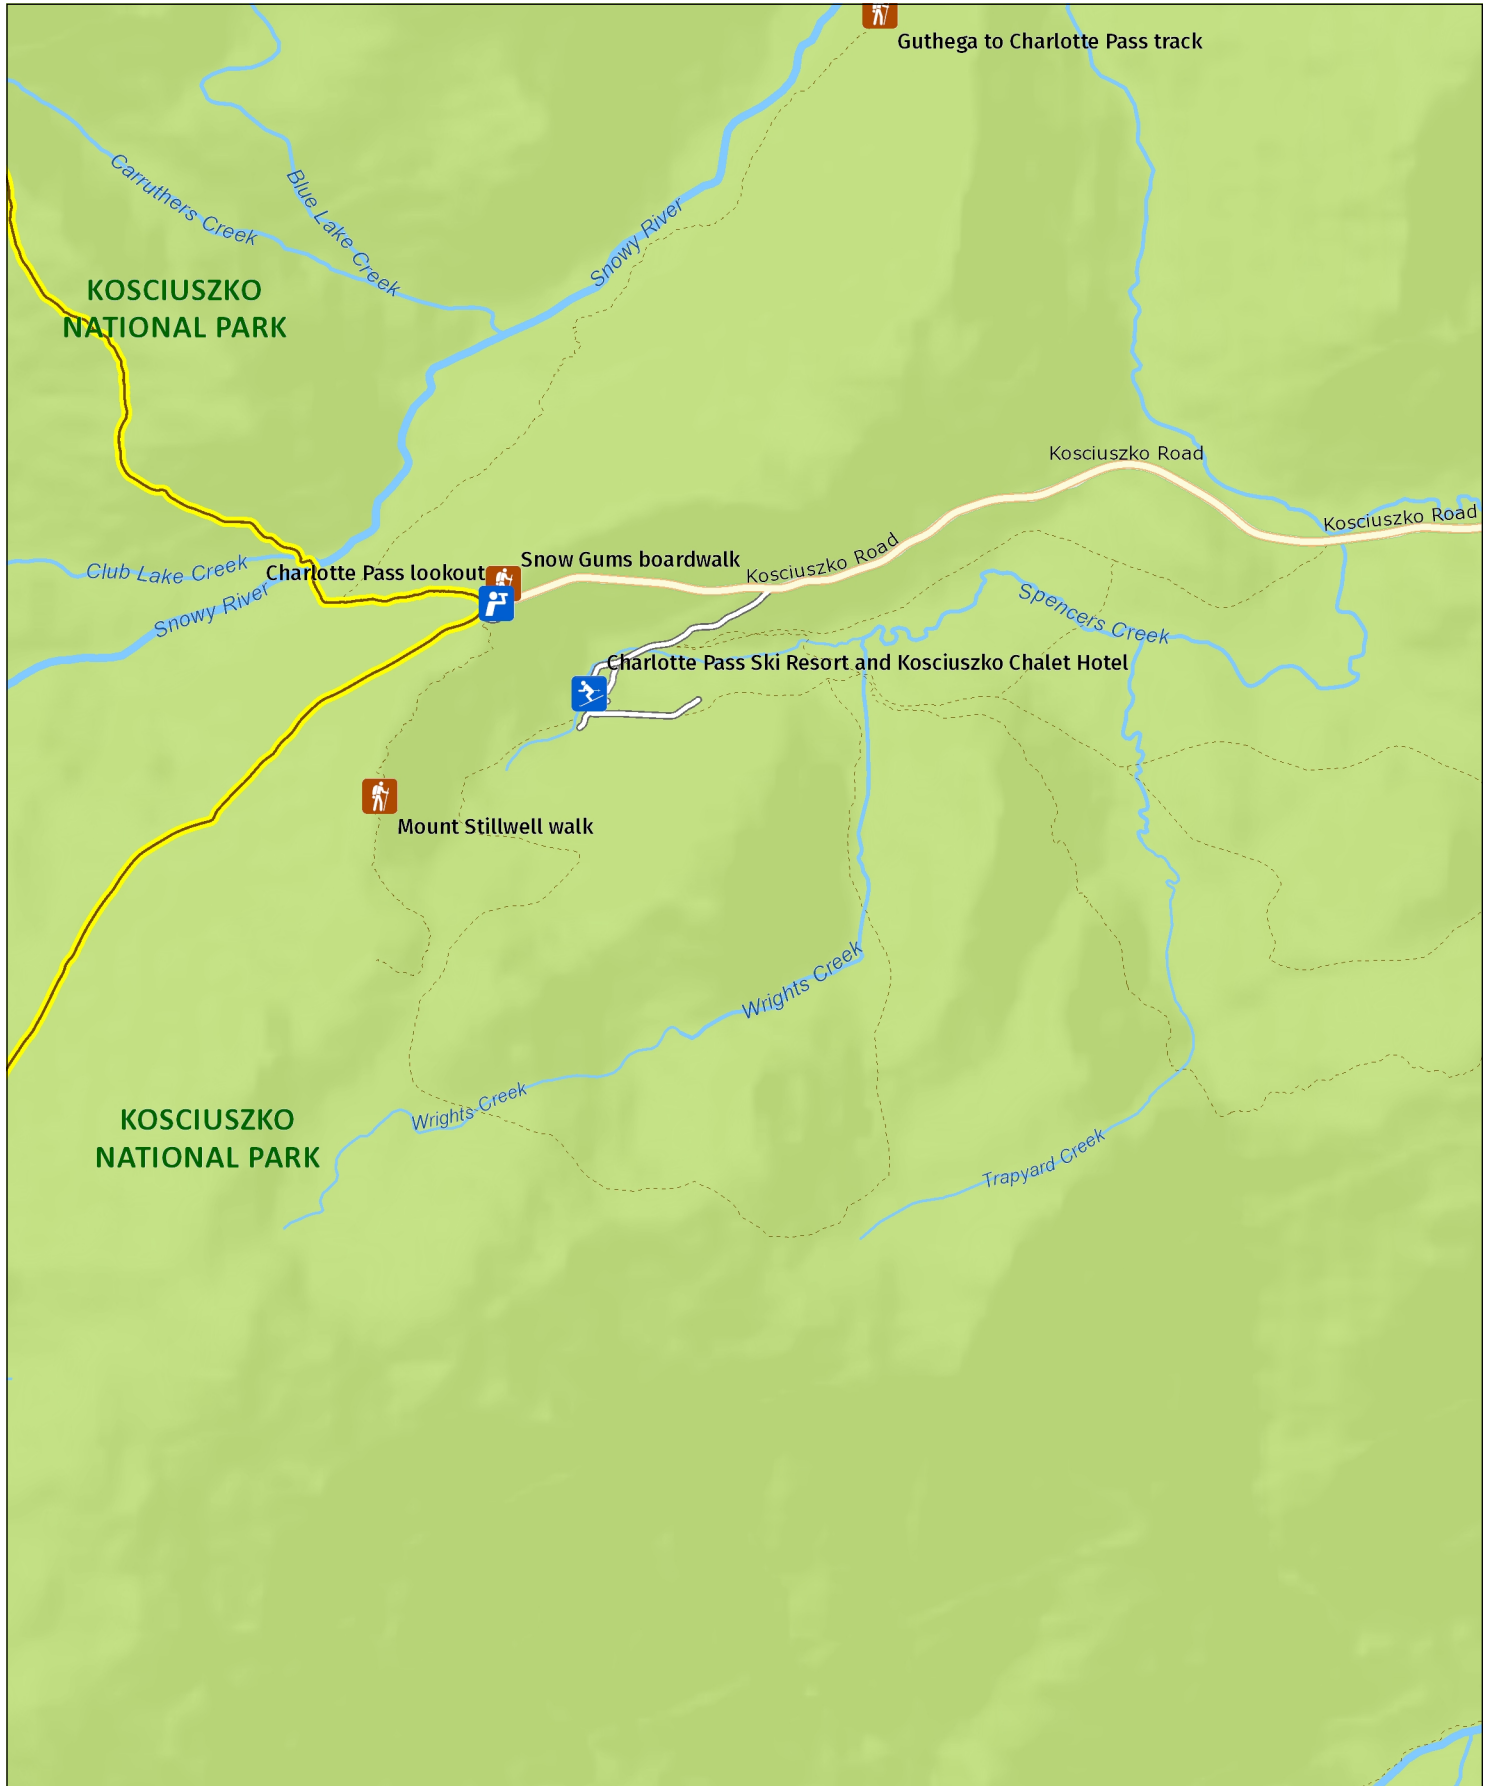 Guthega to Charlotte Pass track
Carruthers Creek
Blue Lake Creek
Snowy River
KOSCIUSZKO
NATIONAL PARK
Kosciuszko Road
Kosciuszko Road
Snow Gums boardwalk
Kosciuszko Road
Club Lake Creek
Charlotte Pass lookout
Snowy River
Spencers Creek
Charlotte Pass Ski Resort and Kosciuszko Chalet Hotel
Mount Stillwell walk
Wrights Creek
Wrights Creek
KOSCIUSZKO
NATIONAL PARK
Trapyard Creek